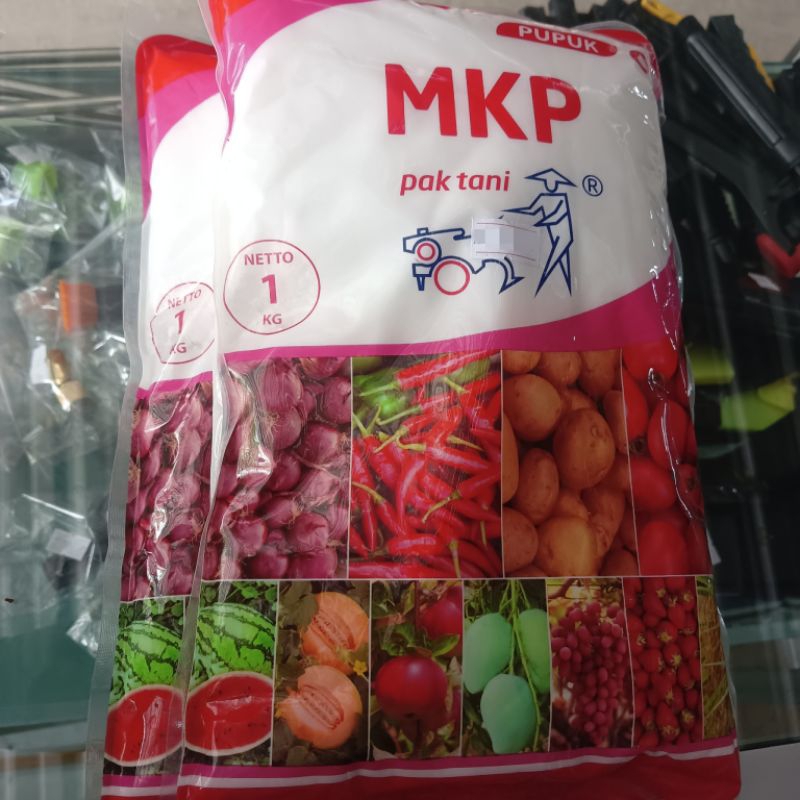 PUPUK
MKP
pak tani
®
NETTO
1
KG
NETTO
1
KG